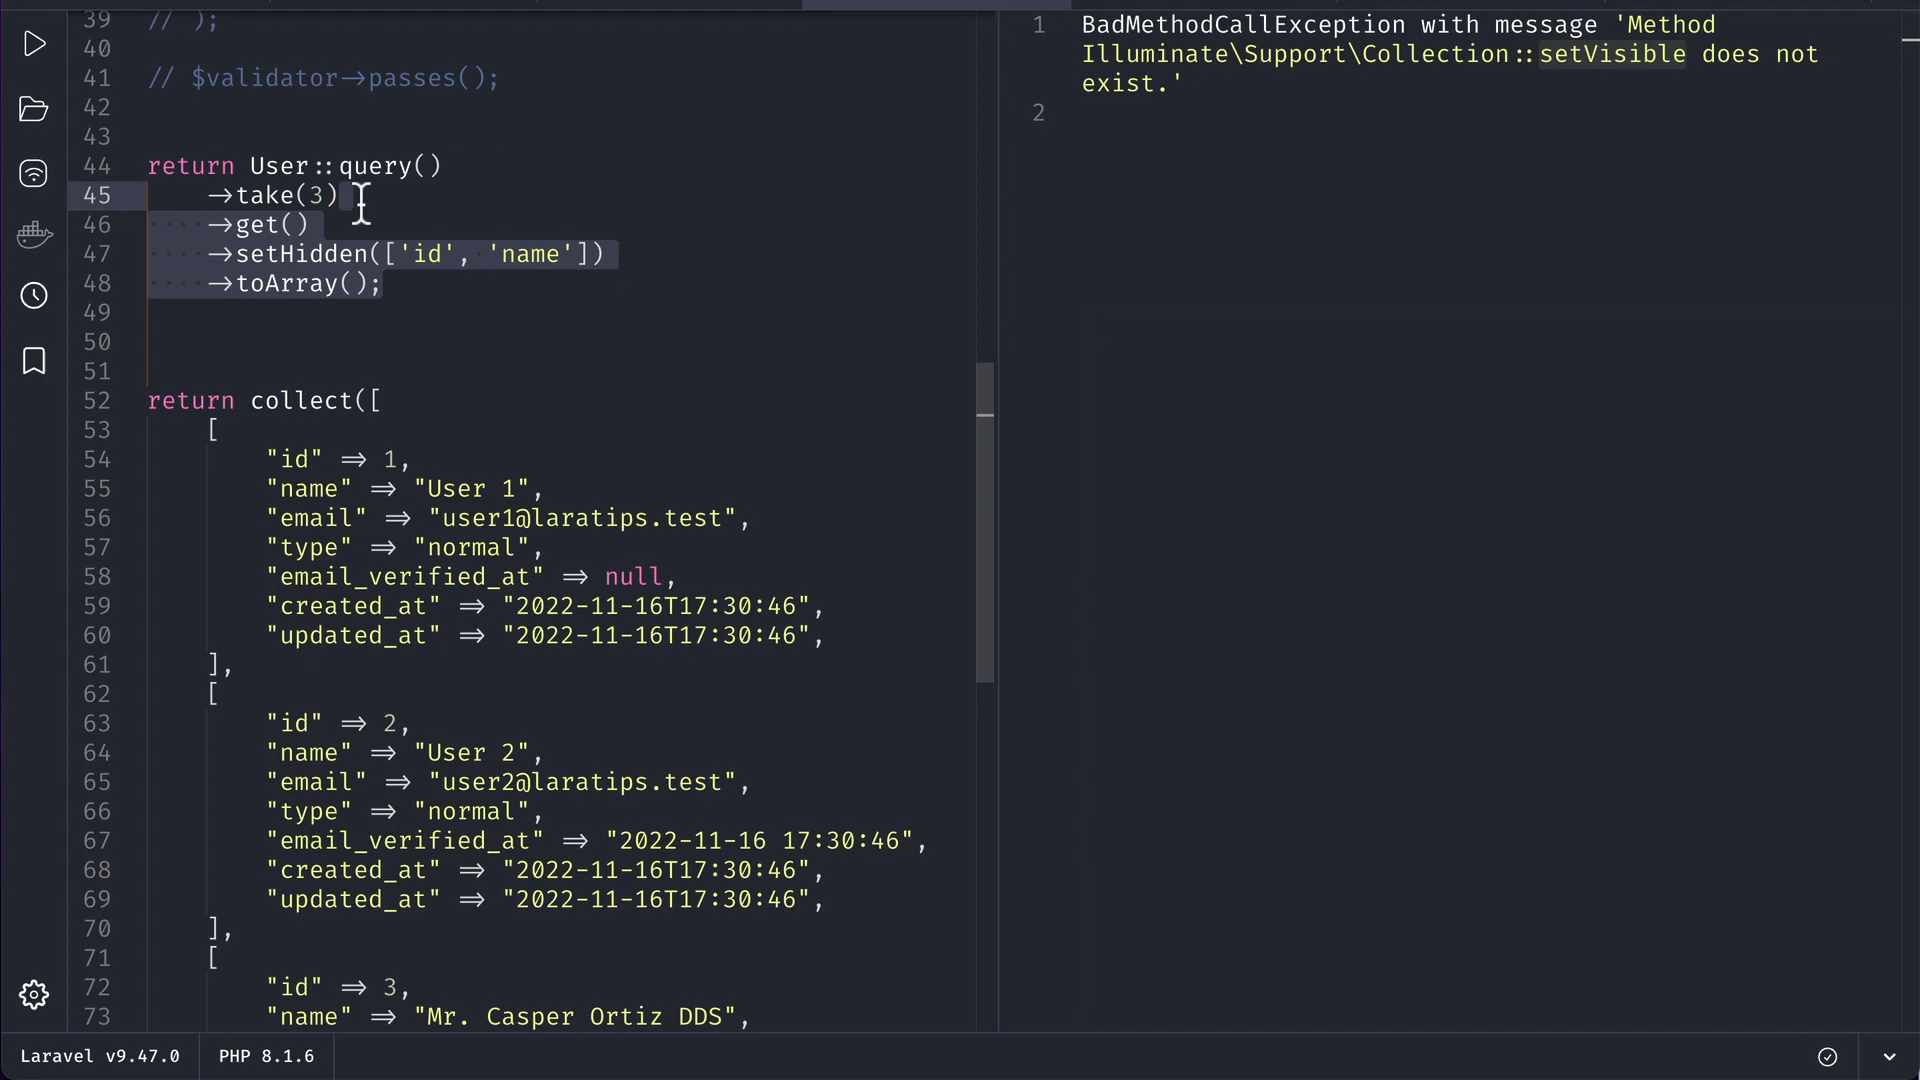 39 // );
40
41 // $validator->passes();
42
43
44 return User::query()
45 ->take(3)
46 ->get()
47 ->setHidden(['id', 'name'])
48 ->toArray();
49
50
51
52 return collect([
53 [
54 "id" => 1,
55 "name" => "User 1",
56 "email" => "user1@laratips.test",
57 "type" => "normal",
58 "email_verified_at" => null,
59 "created_at" => "2022-11-16T17:30:46",
60 "updated_at" => "2022-11-16T17:30:46",
61 ],
62 [
63 "id" => 2,
64 "name" => "User 2",
65 "email" => "user2@laratips.test",
66 "type" => "normal",
67 "email_verified_at" => "2022-11-16 17:30:46",
68 "created_at" => "2022-11-16T17:30:46",
69 "updated_at" => "2022-11-16T17:30:46",
70 ],
71 [
72 "id" => 3,
73 "name" => "Mr. Casper Ortiz DDS",
1 BadMethodCallException with message 'Method
Illuminate\Support\Collection::setVisible does not
exist.'
2
Laravel v9.47.0
PHP 8.1.6